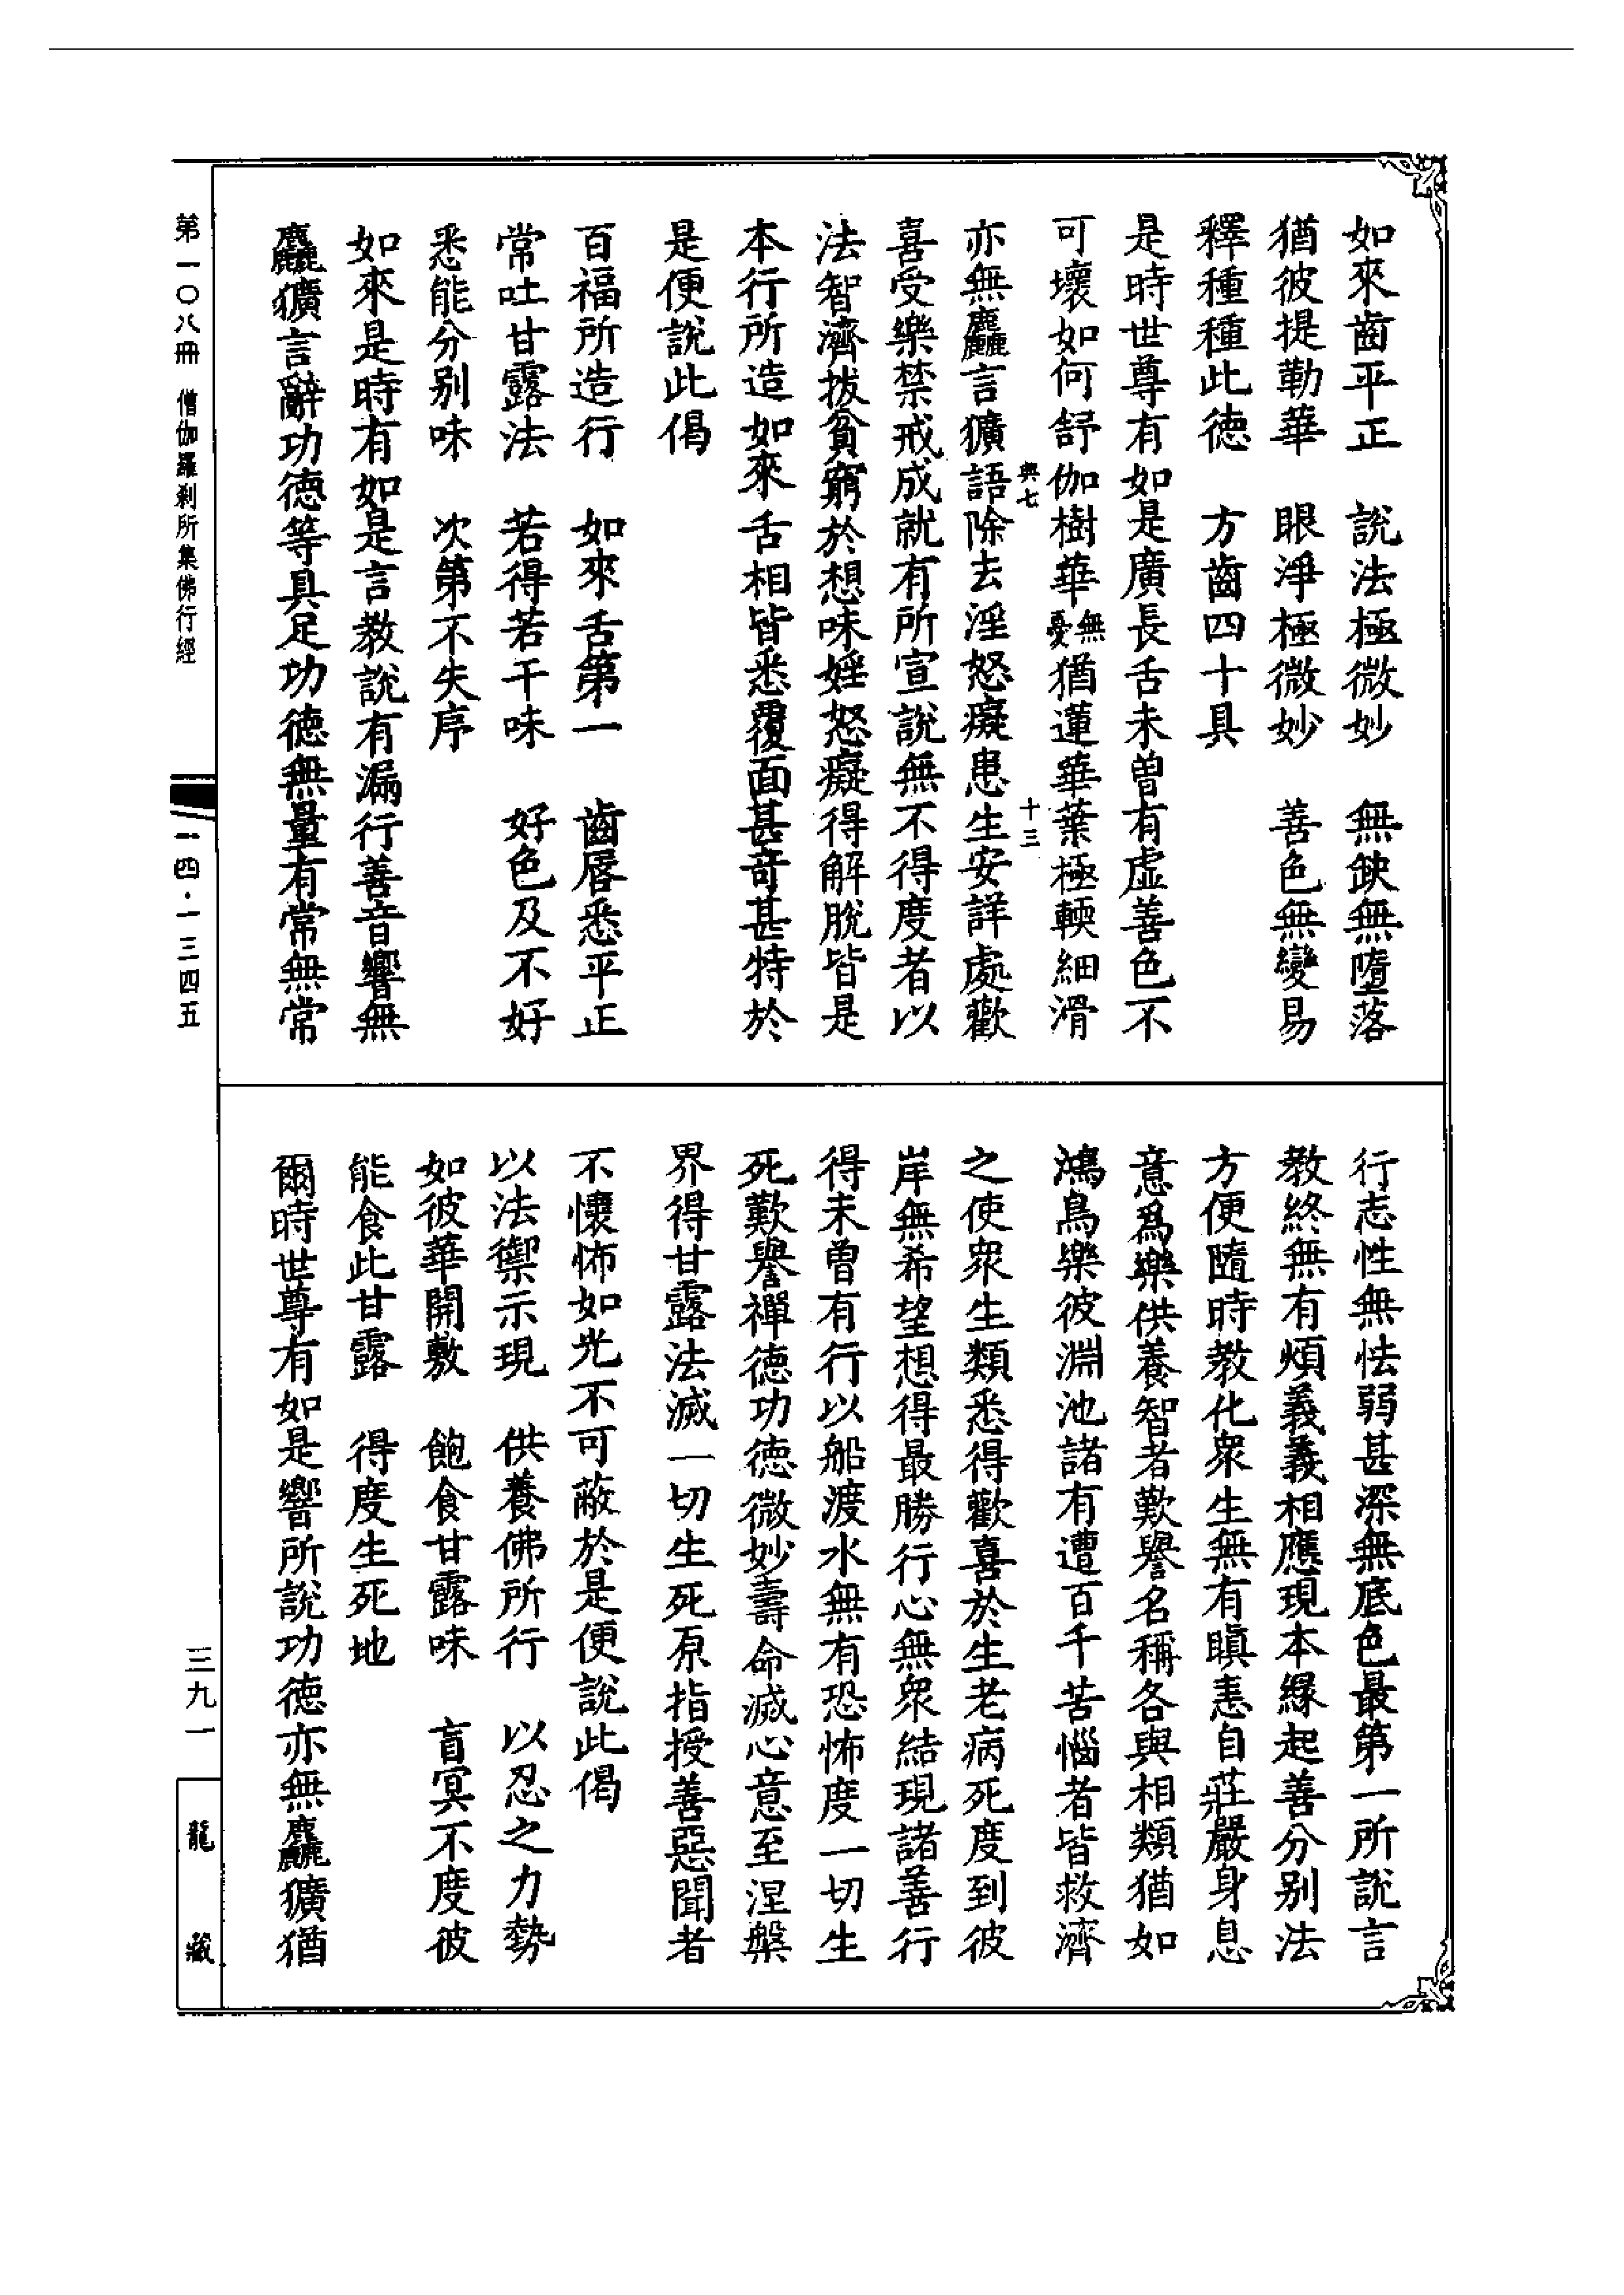 如來齒平正　說法極微妙　無缺無墮落
猶彼提勒華　眼淨極微妙　善色無變易
釋種種此德　方齒四十具
是時世尊有如是廣長舌未曾有虛善色不
可壞如何舒伽樹華無憂猶蓮華葉極輭細滑
典七　十三
亦無麤言獷語除去淫怒癡患生安詳處歡
喜受樂禁戒成就有所宣說無不得度者以
法智濟拔貧窮於想味婬怒癡得解脫皆是
本行所造如來舌相皆悉覆面甚奇甚特於
是便說此偈
百福所造行　如來舌第一　齒唇悉平正
常吐甘露法　若得若干味　好色及不好
悉能分別味　次第不失序
如來是時有如是言教說有漏行善音響無
麤獷言辭功德等具足功德無量有常無常
行志性無怯弱甚深無底色最第一所說言
教終無有煩義義相應現本緣起善分別法
方便隨時教化眾生無有瞋恚自莊嚴身息
意為樂供養智者歎譽名稱各與相類猶如
鴻鳥樂彼淵池諸有遭百千苦惱者皆救濟
之使眾生類悉得歡喜於生老病死度到彼
岸無希望想得最勝行心無眾結現諸善行
得未曾有行以船渡水無有恐怖度一切生
死歎譽禪德功德微妙壽命滅心意至涅槃
界得甘露法滅一切生死原指授善惡聞者
不懷怖如光不可蔽於是便說此偈
以法禦示現　供養佛所行　以忍之力勢
如彼華開敷　飽食甘露味　盲冥不度彼
能食此甘露　得度生死地
爾時世尊有如是響所說功德亦無麤獷猶
第一〇八冊　僧伽羅剎所集佛行經
一四·一三四五
三九一
龍藏